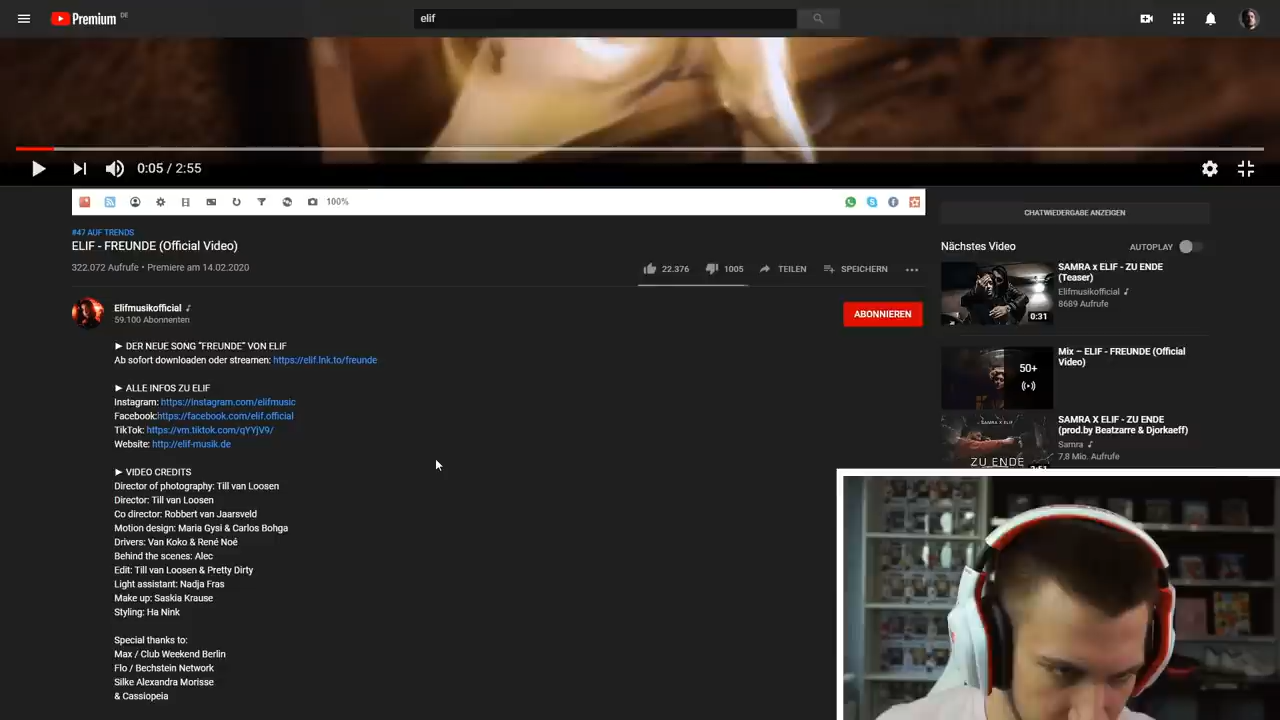 Premium DE
elif
0:05 / 2:55
100%
#47 AUF TRENDS
ELIF - FREUNDE (Official Video)
322.072 Aufrufe • Premiere am 14.02.2020
22.376
1005
TEILEN
SPEICHERN
Elifmusikofficial
59.100 Abonnenten
ABONNIEREN
► DER NEUE SONG "FREUNDE" VON ELIF
Ab sofort downloaden oder streamen: https://elif.lnk.to/freunde
► ALLE INFOS ZU ELIF
Instagram: https://instagram.com/elifmusic
Facebook:https://facebook.com/elif.official
TikTok: https://vm.tiktok.com/qYYjV9/
Website: http://elif-musik.de
► VIDEO CREDITS
Director of photography: Till van Loosen
Director: Till van Loosen
Co director: Robbert van Jaarsveld
Motion design: Maria Gysi & Carlos Bohga
Drivers: Van Koko & René Noé
Behind the scenes: Alec
Edit: Till van Loosen & Pretty Dirty
Light assistant: Nadja Fras
Make up: Saskia Krause
Styling: Ha Nink
Special thanks to:
Max / Club Weekend Berlin
Flo / Bechstein Network
Silke Alexandra Morisse
& Cassiopeia
CHATWIEDERGABE ANZEIGEN
Nächstes Video
AUTOPLAY
SAMRA x ELIF - ZU ENDE
(Teaser)
Elifmusikofficial
8689 Aufrufe
0:31
Mix – ELIF - FREUNDE (Official
Video)
50+
SAMRA X ELIF - ZU ENDE
(prod.by Beatzarre & Djorkaeff)
Samra
7,8 Mio. Aufrufe
SAMRA X ELIF
ZU ENDE